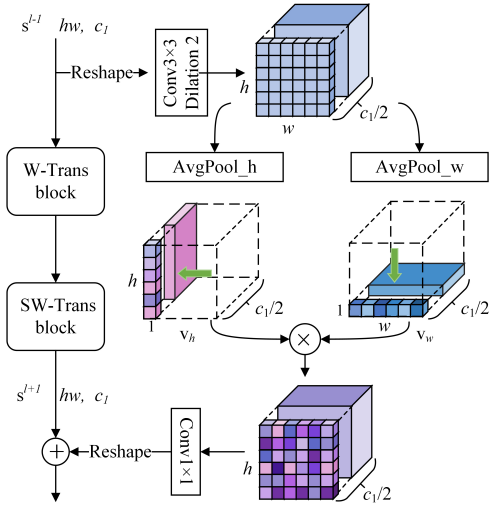 s^{l-1} hw, c_1
Reshape
Conv3×3
Dilation 2
h
w
c_1/2
W-Trans
block
AvgPool_h
AvgPool_w
h
1
v_h
c_1/2
1
w
v_w
c_1/2
SW-Trans
block
×
s^{l+1} hw, c_1
+
Reshape
Conv1×1
h
c_1/2